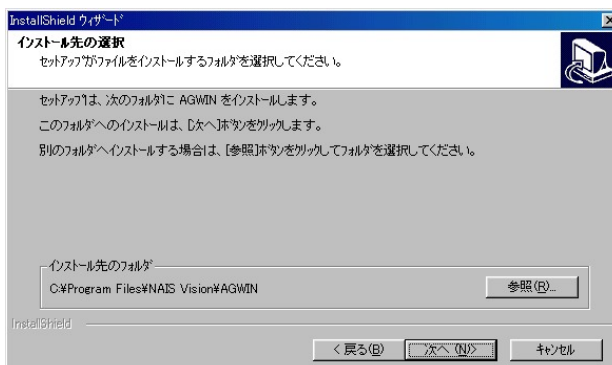 InstallShield ウィザード
インストール先の選択
セットアップがファイルをインストールするフォルダを選択してください。
セットアップは、次のフォルダに AGWIN をインストールします。
このフォルダへのインストールは、[次へ]ボタンをクリックします。
別のフォルダへインストールする場合は、[参照]ボタンをクリックしてフォルダを選択してください。
インストール先のフォルダ
C:¥Program Files¥NAIS Vision¥AGWIN
参照(R)...
InstallShield
< 戻る(B)
次へ (N)>
キャンセル